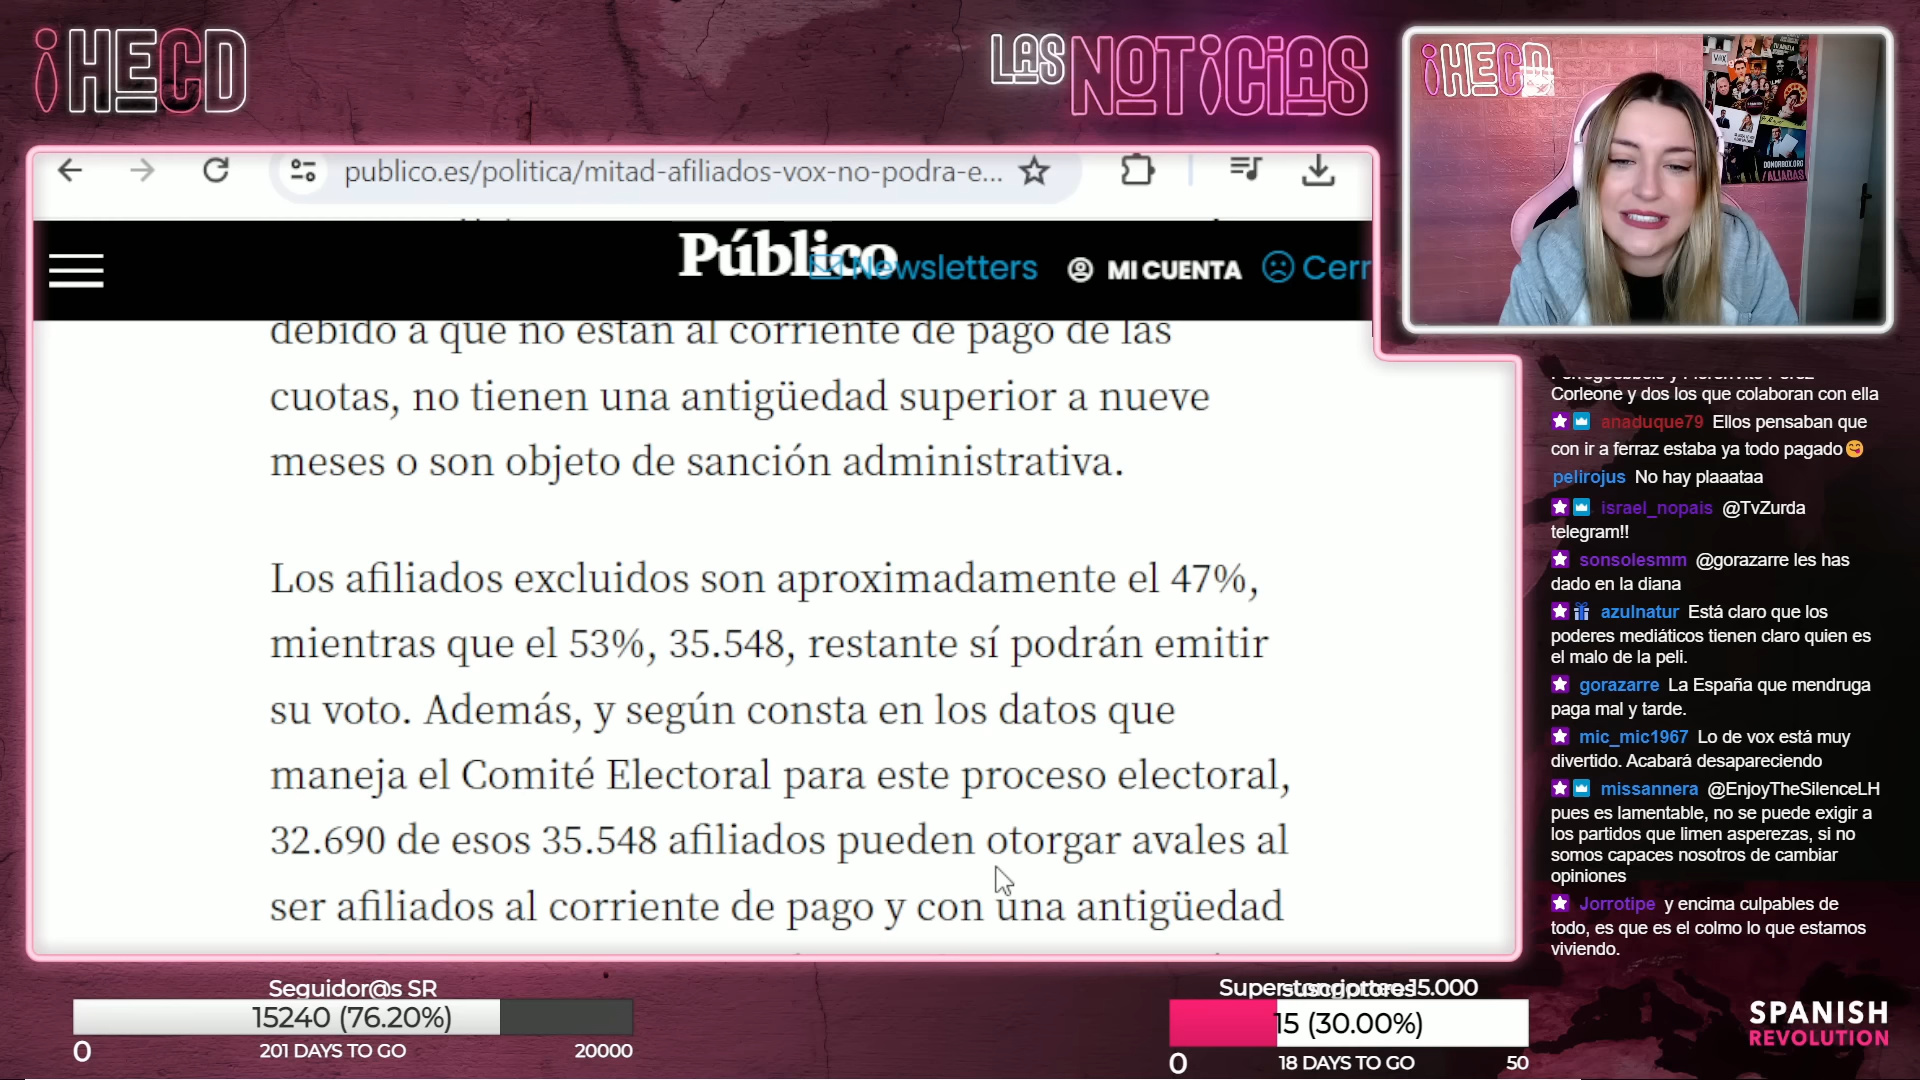 ¡HECD
LAS NOTICIAS
publico.es/politica/mitad-afiliados-vox-no-podra-e...
Público
Newsletters
MI CUENTA
Cerr
debido a que no están al corriente de pago de las
cuotas, no tienen una antigüedad superior a nueve
meses o son objeto de sanción administrativa.
Los afiliados excluidos son aproximadamente el 47%,
mientras que el 53%, 35.548, restante sí podrán emitir
su voto. Además, y según consta en los datos que
maneja el Comité Electoral para este proceso electoral,
32.690 de esos 35.548 afiliados pueden otorgar avales al
ser afiliados al corriente de pago y con una antigüedad
¡HECD
DONORBOX.ORG
/ALIADAS
Corleone y dos los que colaboran con ella
anaduque79 Ellos pensaban que
con ir a ferraz estaba ya todo pagado😋
pelirojus No hay plaaataa
israel_nopais @TvZurda
telegram!!
sonsolesmm @gorazarre les has
dado en la diana
azulnatur Está claro que los
poderes mediáticos tienen claro quien es
el malo de la peli.
gorazarre La España que mendruga
paga mal y tarde.
mic_mic1967 Lo de vox está muy
divertido. Acabará desapareciendo
missannera @EnjoyTheSilenceLH
pues es lamentable, no se puede exigir a
los partidos que limen asperezas, si no
somos capaces nosotros de cambiar
opiniones
Jorrotipe y encima culpables de
todo, es que es el colmo lo que estamos
viviendo.
Seguidor@s SR
15240 (76.20%)
0
201 DAYS TO GO
20000
15.000
15 (30.00%)
0
18 DAYS TO GO
50
SPANISH
REVOLUTION